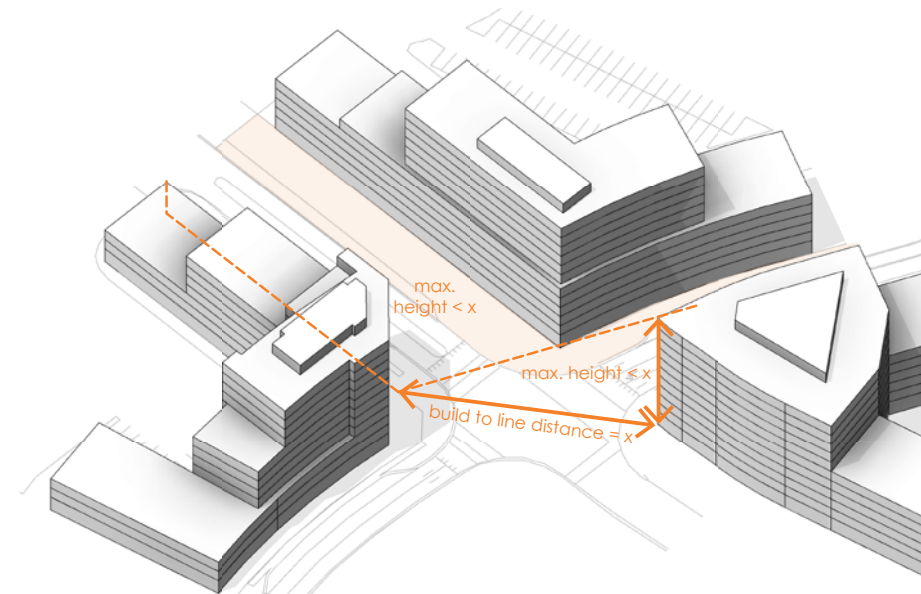 max.
height < x
max. height < x
build to line distance = x